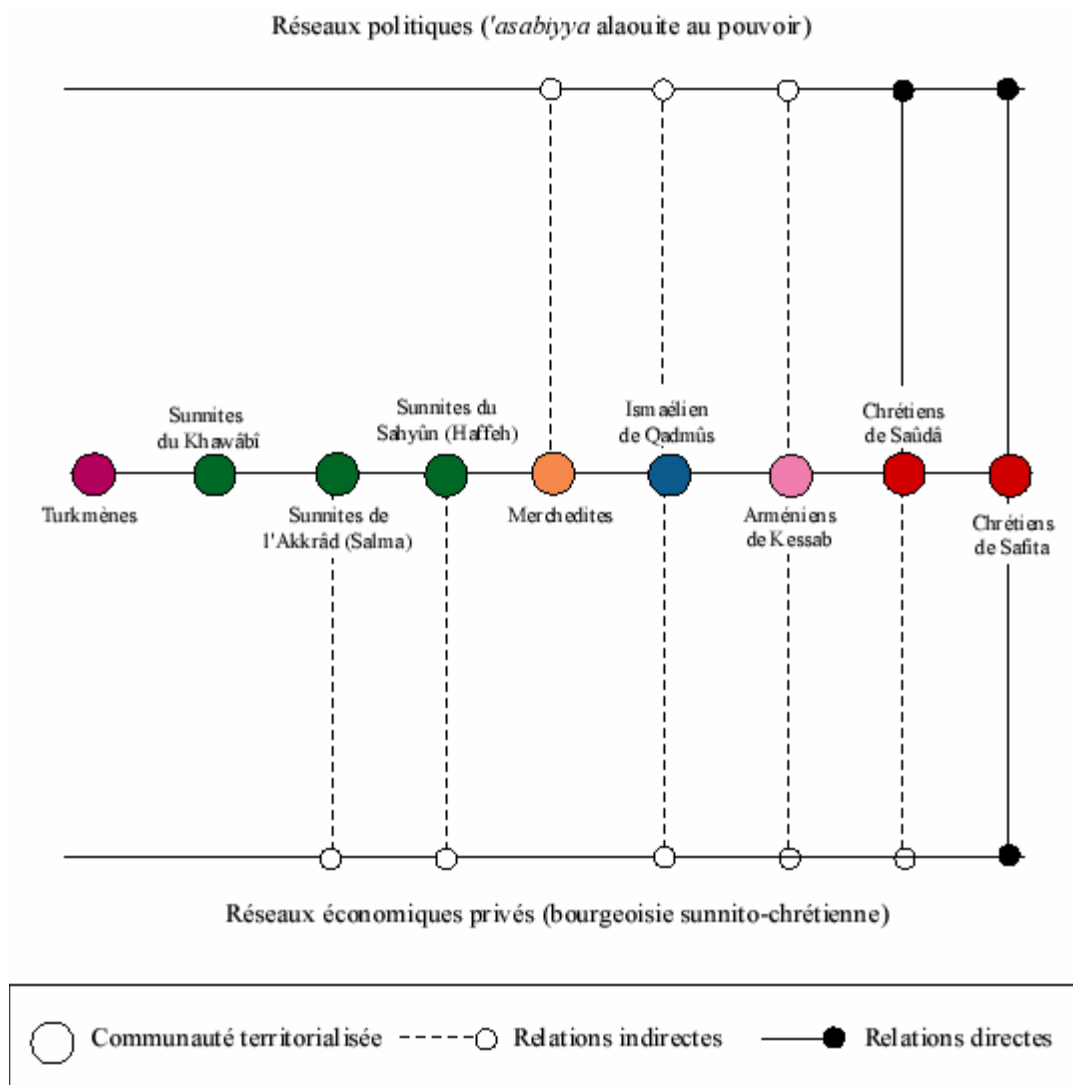 Réseaux politiques ('asabiyya alaouite au pouvoir)
Sunnites
du Khawâbî
Sunnites du
Sahyûn (Haffeh)
Ismaélien
de Qadmûs
Chrétiens
de Saûdâ
Turkmènes
Sunnites de
l'Akkrâd (Salma)
Merchedites
Arméniens
de Kessab
Chrétiens
de Safita
Réseaux économiques privés (bourgeoisie sunnito-chrétienne)
Communauté territorialisée
Relations indirectes
Relations directes